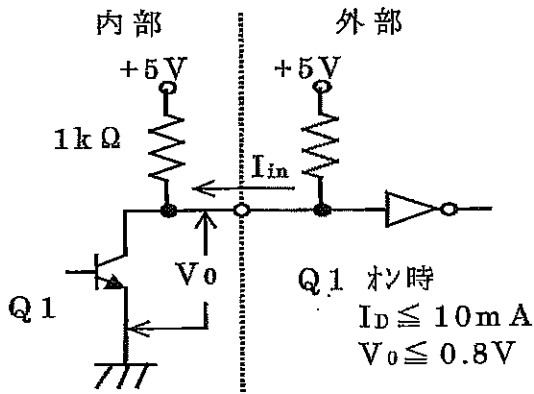 内部 外部
+5V +5V
1kΩ
Iin
V0
Q1
Q1 オン時
ID≦10mA
V0≦0.8V